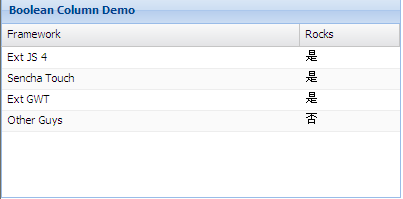 Boolean Column Demo
Framework Rocks
Ext JS 4 是
Sencha Touch 是
Ext GWT 是
Other Guys 否